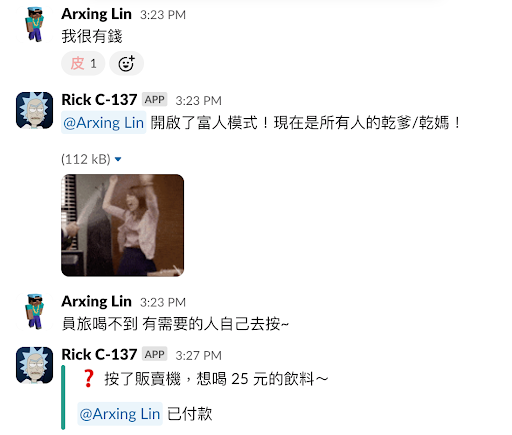 Arxing Lin 3:23 PM
我很有錢
皮 1
Rick C-137 APP 3:23 PM
@Arxing Lin 開啟了富人模式！現在是所有人的乾爹/乾媽！
(112 kB)
Arxing Lin 3:23 PM
員旅喝不到 有需要的人自己去按~
Rick C-137 APP 3:27 PM
❓ 按了販賣機，想喝 25 元的飲料～
@Arxing Lin 已付款